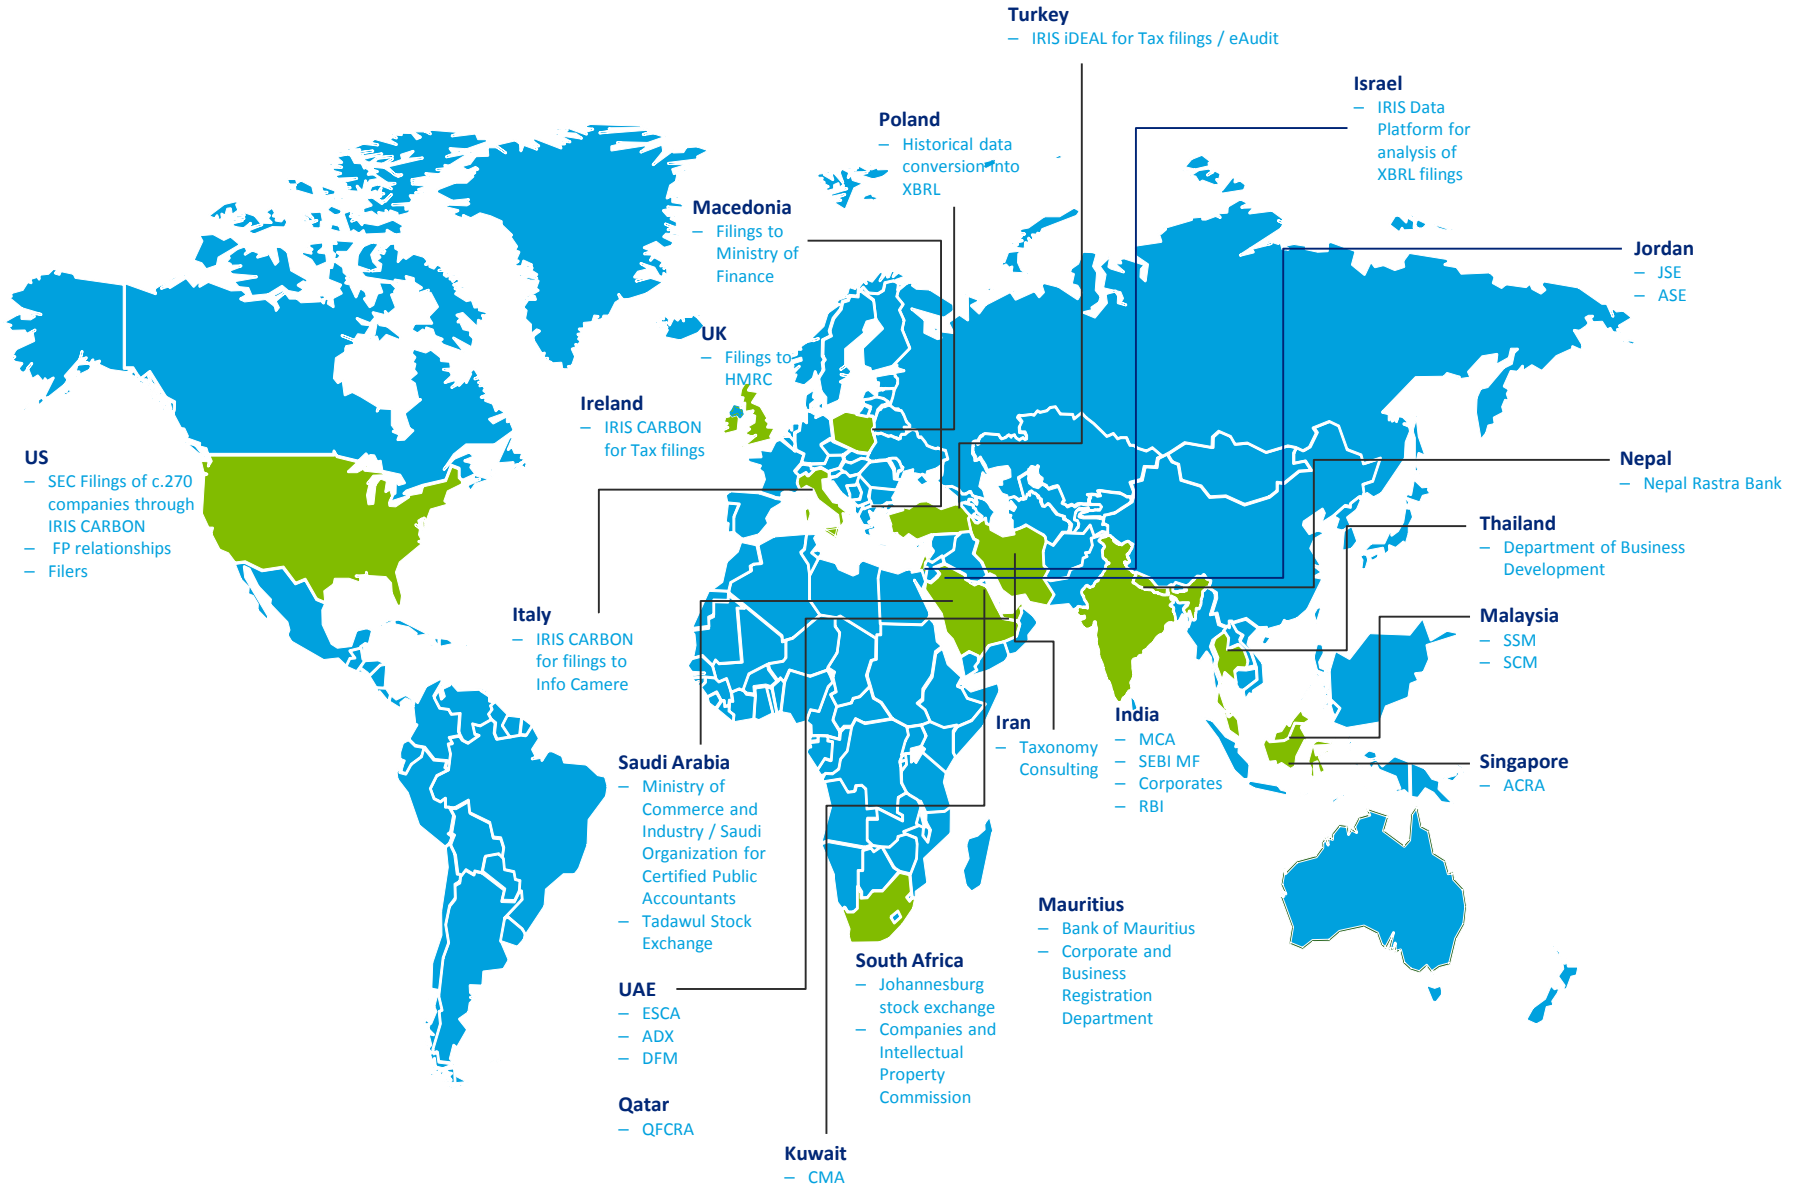 Turkey
– IRIS iDEAL for Tax filings / eAudit
Israel
– IRIS Data
Platform for
analysis of
XBRL filings
Poland
– Historical data
conversion into
XBRL
Macedonia
– Filings to
Ministry of
Finance
Jordan
– JSE
– ASE
UK
– Filings to
HMRC
Ireland
– IRIS CARBON
for Tax filings
US
– SEC Filings of c.270
companies through
IRIS CARBON
– FP relationships
– Filers
Nepal
– Nepal Rastra Bank
Thailand
– Department of Business
Development
Italy
– IRIS CARBON
for filings to
Info Camere
Malaysia
– SSM
– SCM
Iran
– Taxonomy
Consulting
India
– MCA
– SEBI MF
– Corporates
– RBI
Saudi Arabia
– Ministry of
Commerce and
Industry / Saudi
Organization for
Certified Public
Accountants
– Tadawul Stock
Exchange
Singapore
– ACRA
Mauritius
– Bank of Mauritius
– Corporate and
Business
Registration
Department
South Africa
– Johannesburg
stock exchange
– Companies and
Intellectual
Property
Commission
UAE
– ESCA
– ADX
– DFM
Qatar
– QFCRA
Kuwait
– CMA